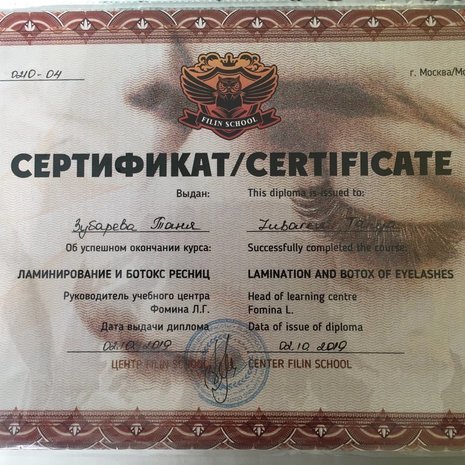 0210-04
г. Москва/Мо
FILIN SCHOOL
СЕРТИФИКАТ/CERTIFICATE
Выдан: This diploma is issued to:
Зубарева Таня Zubareva Tanya
Об успешном окончании курса: Successfully completed the course:
ЛАМИНИРОВАНИЕ И БОТОКС РЕСНИЦ LAMINATION AND BOTOX OF EYELASHES
Руководитель учебного центра Head of learning centre
Фомина Л.Г. Fomina L.
Дата выдачи диплома Data of issue of diploma
02.10.2019 02.10.2019
ЦЕНТР FILIN SCHOOL CENTER FILIN SCHOOL